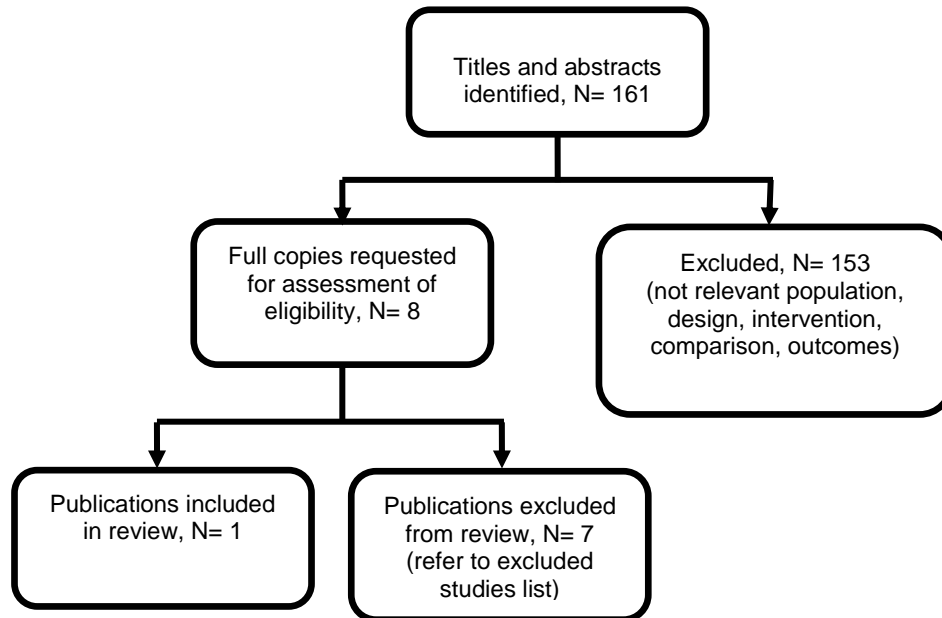 Titles and abstracts
identified, N= 161
Full copies requested
for assessment of
eligibility, N= 8
Excluded, N= 153
(not relevant population,
design, intervention,
comparison, outcomes)
Publications included
in review, N= 1
Publications excluded
from review, N= 7
(refer to excluded
studies list)